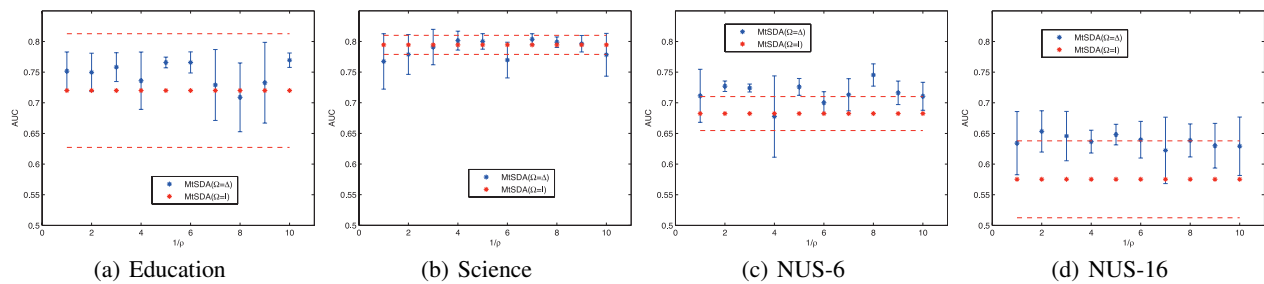 0.8
0.75
0.7
0.65
0.6
0.55
0.5
AUC
0 2 4 6 8 10
1/ρ
MtSDA(Ω=Δ)
MtSDA(Ω=I)
(a) Education
0.8
0.75
0.7
0.65
0.6
0.55
0.5
AUC
0 2 4 6 8 10
1/ρ
MtSDA(Ω=Δ)
MtSDA(Ω=I)
(b) Science
0.8
0.75
0.7
0.65
0.6
0.55
0.5
AUC
0 2 4 6 8 10
1/ρ
MtSDA(Ω=Δ)
MtSDA(Ω=I)
(c) NUS-6
0.8
0.75
0.7
0.65
0.6
0.55
0.5
AUC
0 2 4 6 8 10
1/ρ
MtSDA(Ω=Δ)
MtSDA(Ω=I)
(d) NUS-16